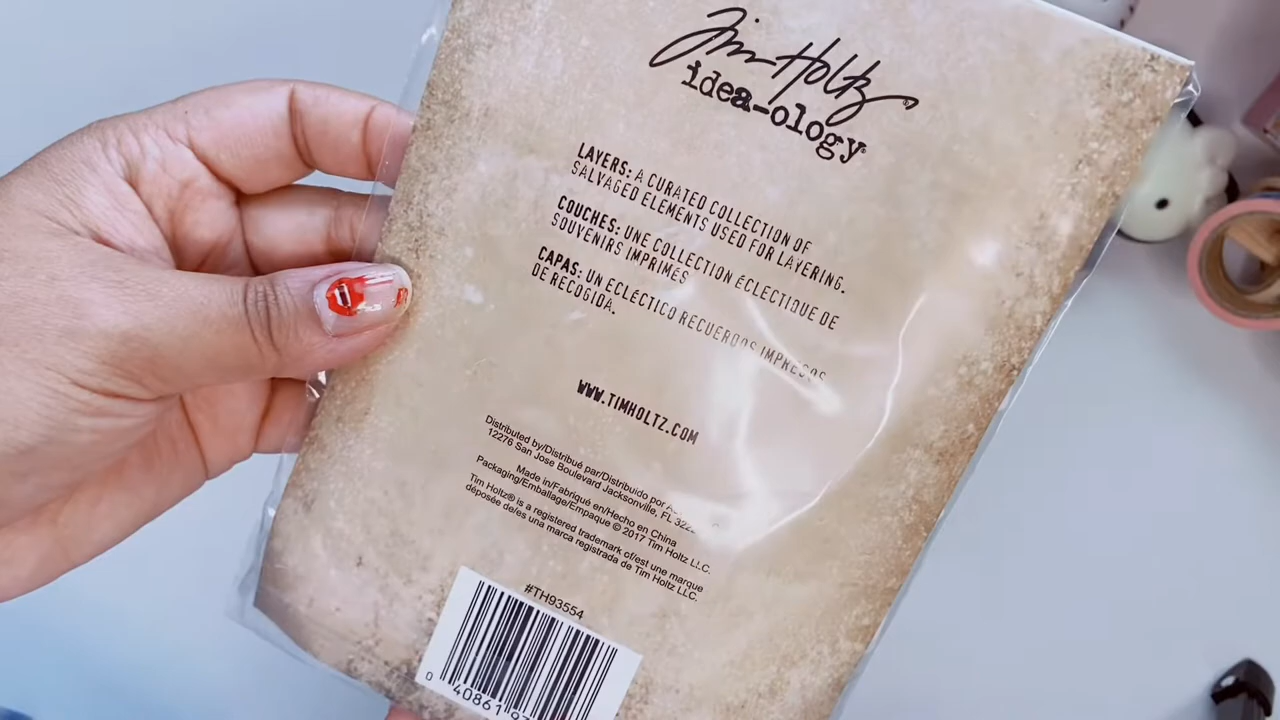 Tim Holtz®
idea-ology®
LAYERS: A CURATED COLLECTION OF
SALVAGED ELEMENTS USED FOR LAYERING.
COUCHES: UNE COLLECTION ÉCLECTIQUE DE
SOUVENIRS IMPRIMÉS
CAPAS: UN ECLÉCTICO RECUERDOS IMPRESOS
DE RECOGIDA.
WWW.TIMHOLTZ.COM
Distributed by/Distribué par/Distribuido por
12276 San Jose Boulevard Jacksonville, FL
Made in/Fabriqué en/Hecho en China
Packaging/Emballage/Empaque © 2017 Tim Holtz LLC.
Tim Holtz® is a registered trademark of/est une marque
déposée de/es una marca registrada de Tim Holtz LLC.
#TH93554
0 40861